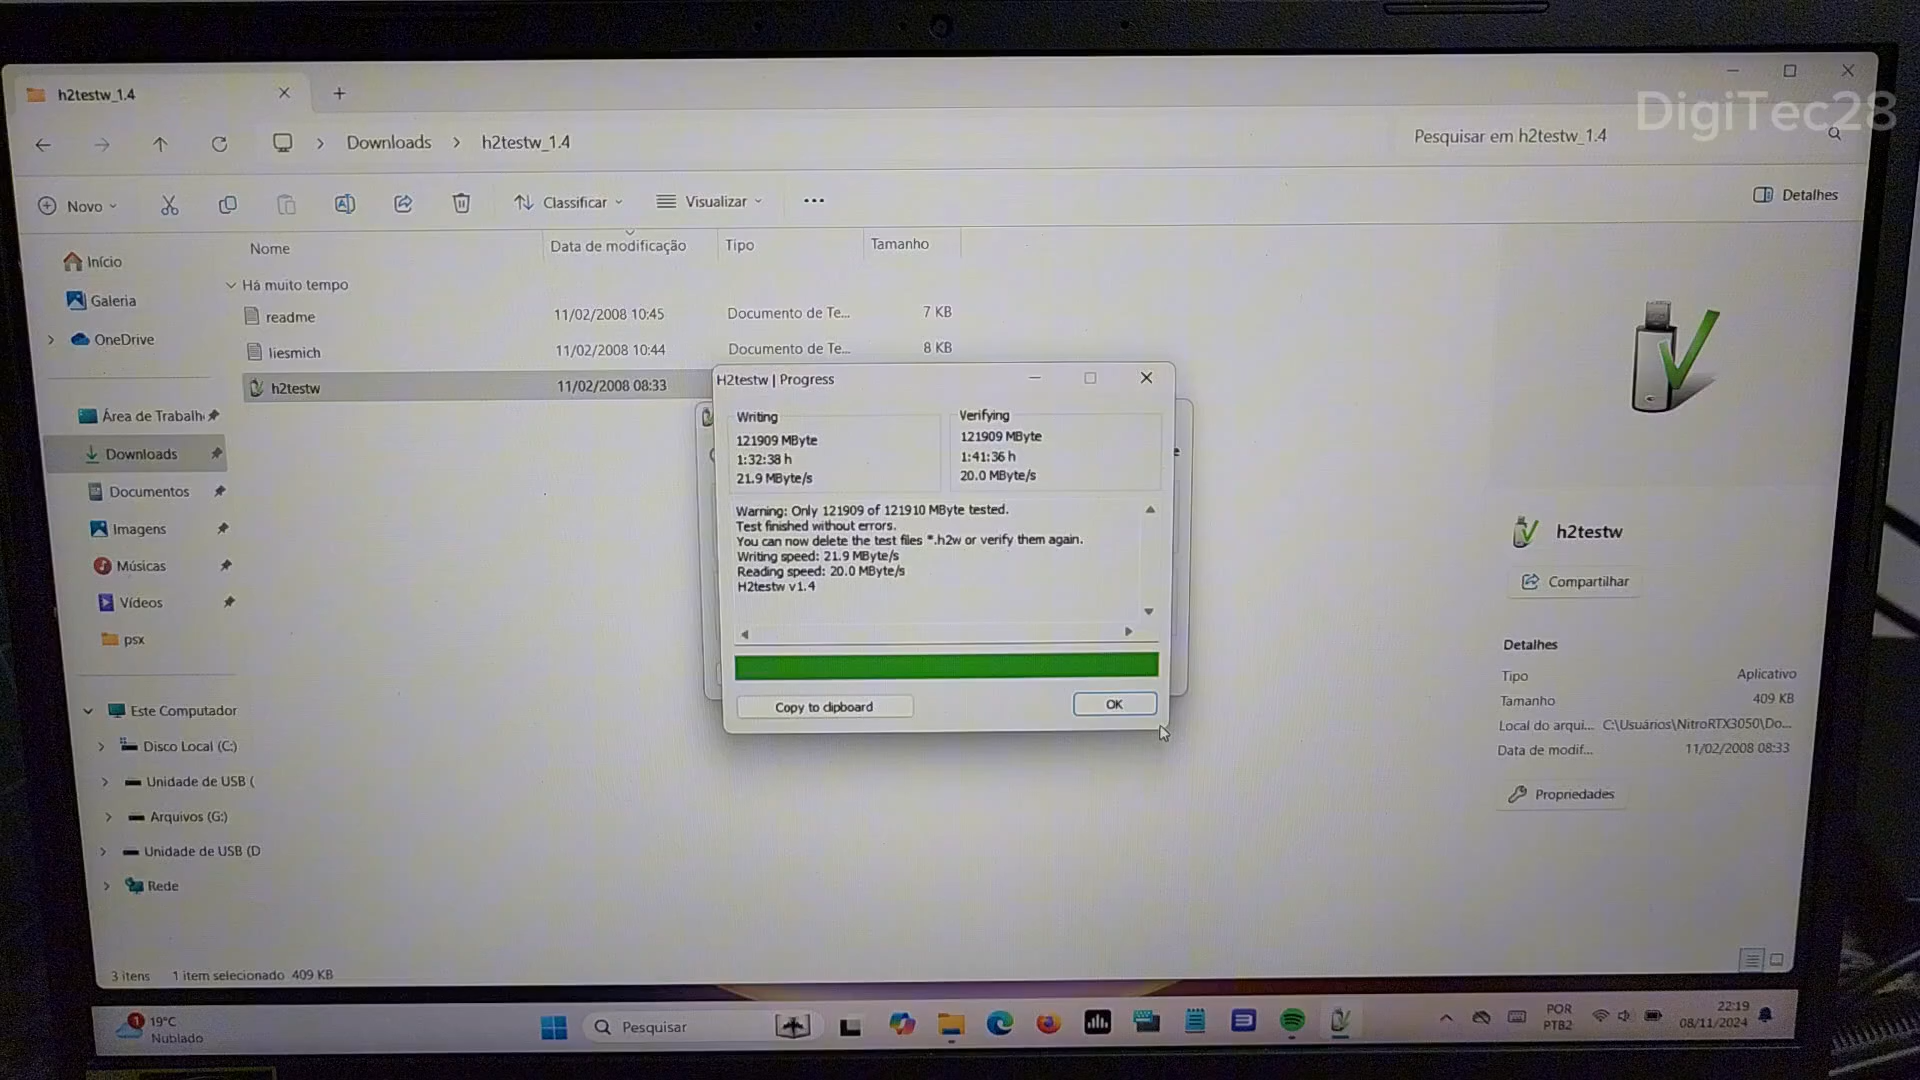 h2testw_1.4
DigiTec28
Downloads
h2testw_1.4
Pesquisar em h2testw_1.4
Novo
Classificar
Visualizar
Detalhes
Nome
Data de modificação
Tipo
Tamanho
Há muito tempo
readme
11/02/2008 10:45
Documento de Te...
7 KB
liesmich
11/02/2008 10:44
Documento de Te...
8 KB
h2testw
11/02/2008 08:33
Início
Galeria
OneDrive
Área de Trabalh
Downloads
Documentos
Imagens
Músicas
Vídeos
psx
Este Computador
Disco Local (C:)
Unidade de USB (
Arquivos (G:)
Unidade de USB (D
Rede
H2testw | Progress
Writing
121909 MByte
1:32:38 h
21.9 MByte/s
Verifying
121909 MByte
1:41:36 h
20.0 MByte/s
Warning: Only 121909 of 121910 MByte tested.
Test finished without errors.
You can now delete the test files *.h2w or verify them again.
Writing speed: 21.9 MByte/s
Reading speed: 20.0 MByte/s
H2testw v1.4
Copy to clipboard
OK
h2testw
Compartilhar
Detalhes
Tipo
Aplicativo
Tamanho
409 KB
Local do arqui...
C:\Usuários\NitroRTX3050\Do...
Data de modif...
11/02/2008 08:33
Propriedades
3 itens
1 item selecionado 409 KB
1
19°C
Nublado
Pesquisar
POR
PTB2
22:19
08/11/2024